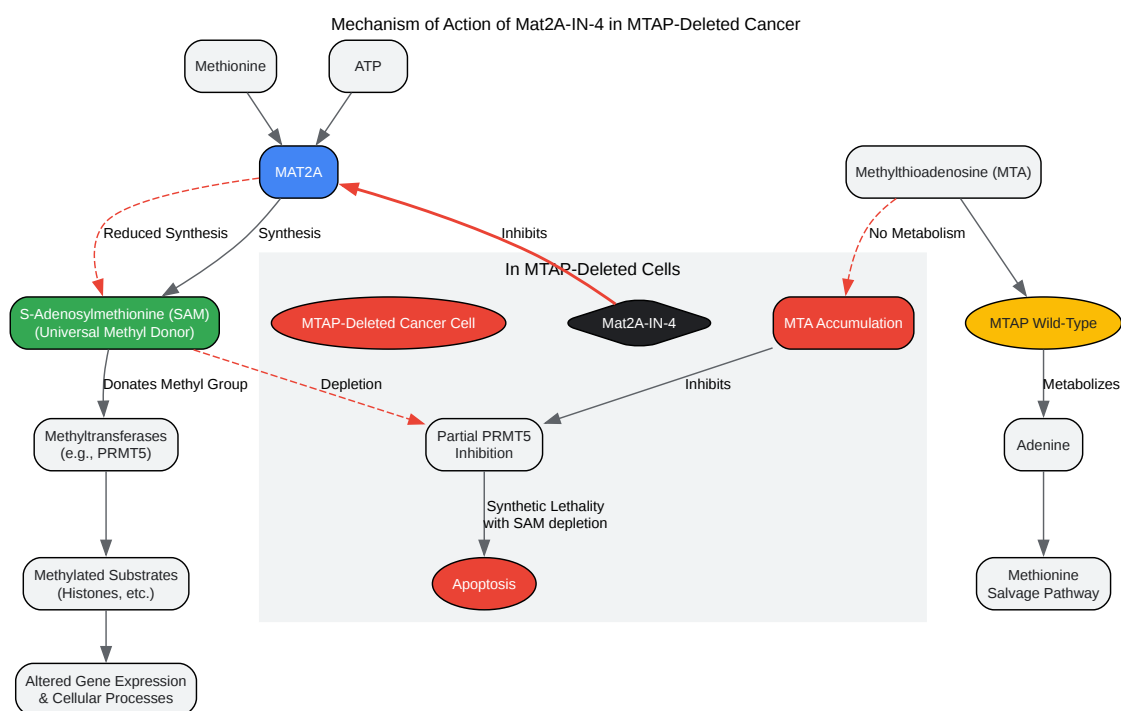 Mechanism of Action of Mat2A-IN-4 in MTAP-Deleted Cancer
Methionine
ATP
MAT2A
Methylthioadenosine (MTA)
Reduced Synthesis
Synthesis
Inhibits
No Metabolism
In MTAP-Deleted Cells
S-Adenosylmethionine (SAM)
(Universal Methyl Donor)
MTAP-Deleted Cancer Cell
Mat2A-IN-4
MTA Accumulation
MTAP Wild-Type
Donates Methyl Group
Depletion
Inhibits
Metabolizes
Methyltransferases
(e.g., PRMT5)
Partial PRMT5
Inhibition
Adenine
Synthetic Lethality
with SAM depletion
Methylated Substrates
(Histones, etc.)
Apoptosis
Methionine
Salvage Pathway
Altered Gene Expression
& Cellular Processes